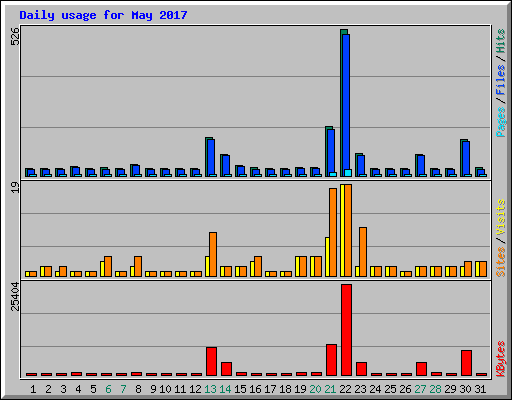 Daily usage for May 2017
526
19
25404
Pages / Files / Hits
Sites / Visits
KBytes
1 2 3 4 5 6 7 8 9 10 11 12 13 14 15 16 17 18 19 20 21 22 23 24 25 26 27 28 29 30 31